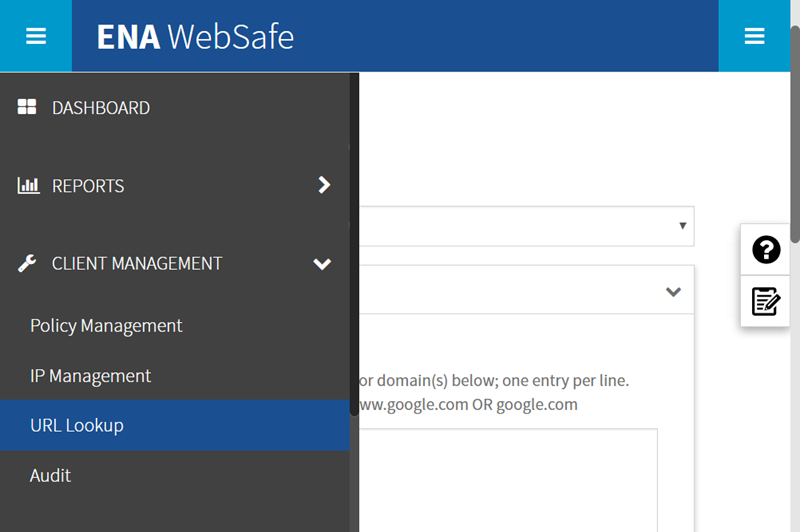 ENA WebSafe
DASHBOARD
REPORTS
CLIENT MANAGEMENT
Policy Management
IP Management
or domain(s) below; one entry per line.
ww.google.com OR google.com
URL Lookup
Audit